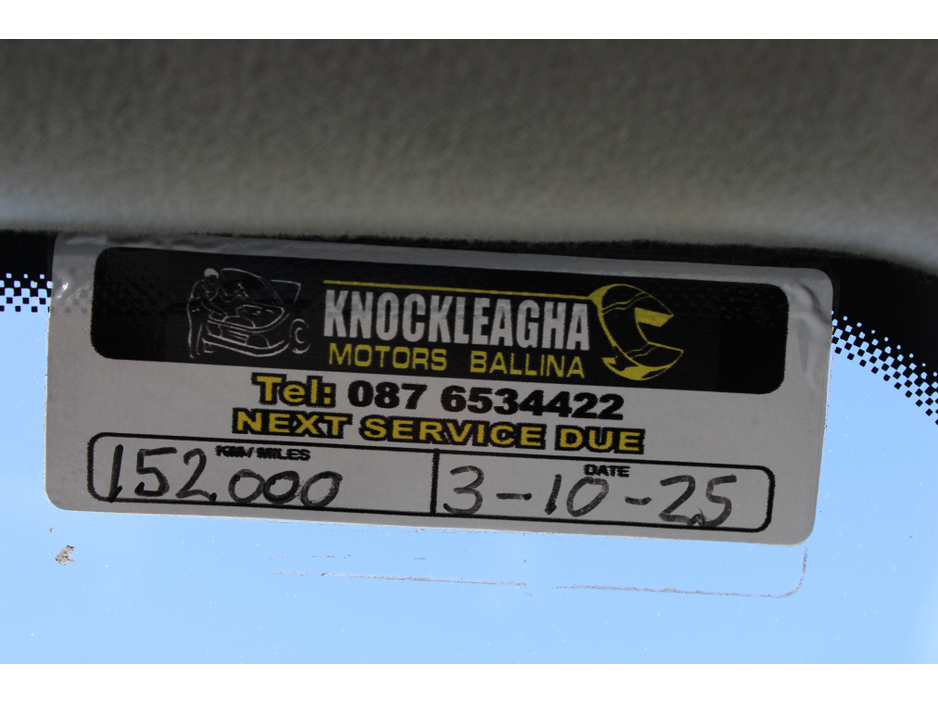 KNOCKLEAGHA
MOTORS BALLINA
Tel: 087 6534422
NEXT SERVICE DUE
KM/MILES
152,000
DATE
3-10-25